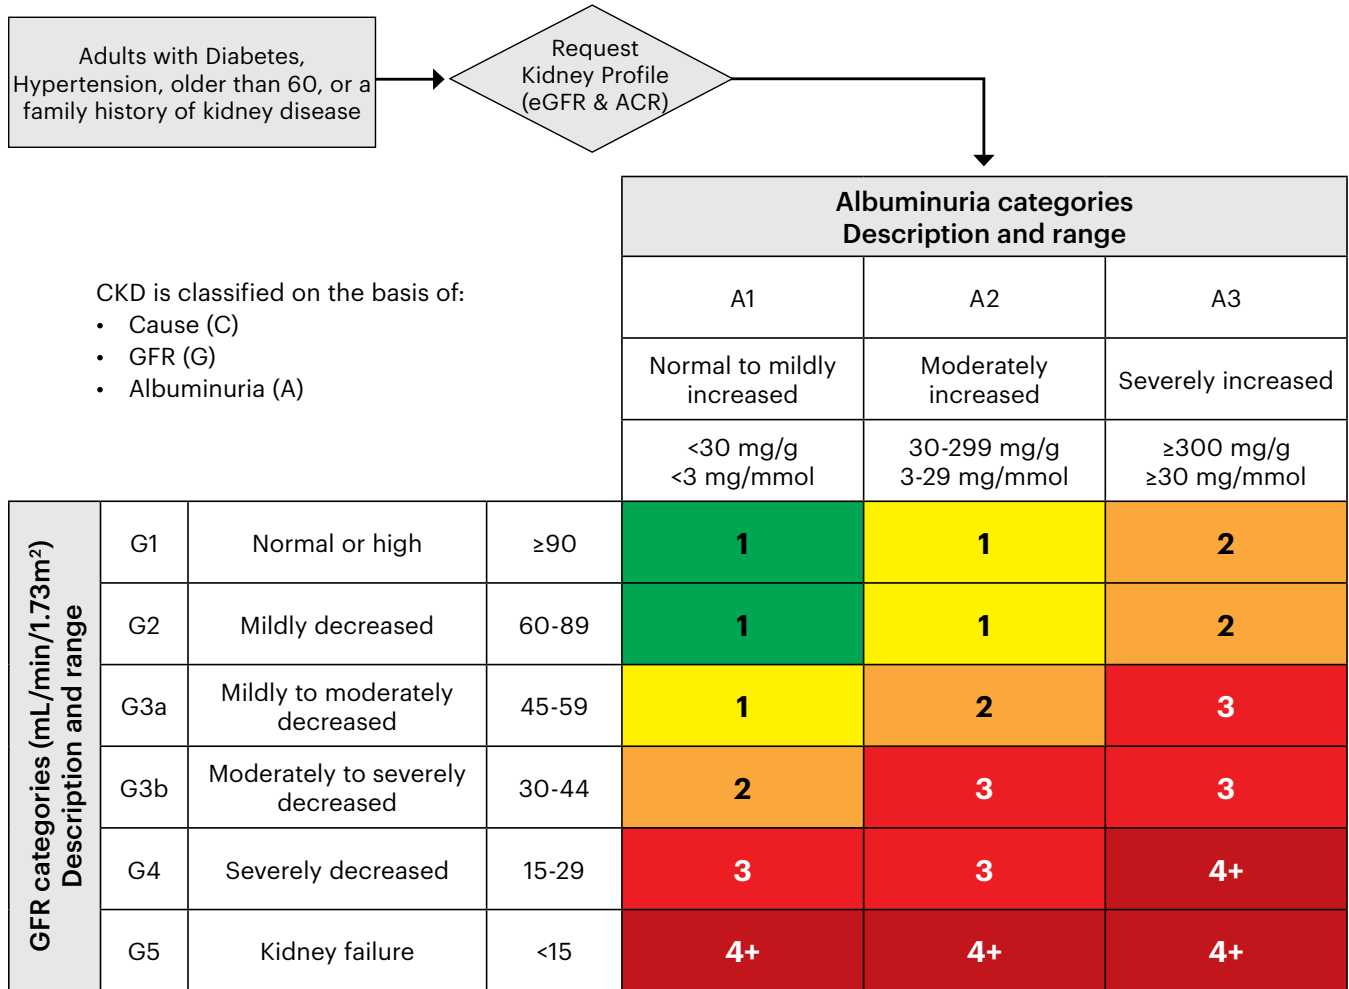 Adults with Diabetes,
Hypertension, older than 60, or a
family history of kidney disease
Request
Kidney Profile
(eGFR & ACR)
CKD is classified on the basis of:
• Cause (C)
• GFR (G)
• Albuminuria (A)
Albuminuria categories
Description and range
A1 A2 A3
Normal to mildly
increased
Moderately
increased
Severely increased
<30 mg/g
<3 mg/mmol
30-299 mg/g
3-29 mg/mmol
≥300 mg/g
≥30 mg/mmol
GFR categories (mL/min/1.73m²)
Description and range
G1 Normal or high ≥90 1 1 2
G2 Mildly decreased 60-89 1 1 2
G3a Mildly to moderately
decreased 45-59 1 2 3
G3b Moderately to severely
decreased 30-44 2 3 3
G4 Severely decreased 15-29 3 3 4+
G5 Kidney failure <15 4+ 4+ 4+